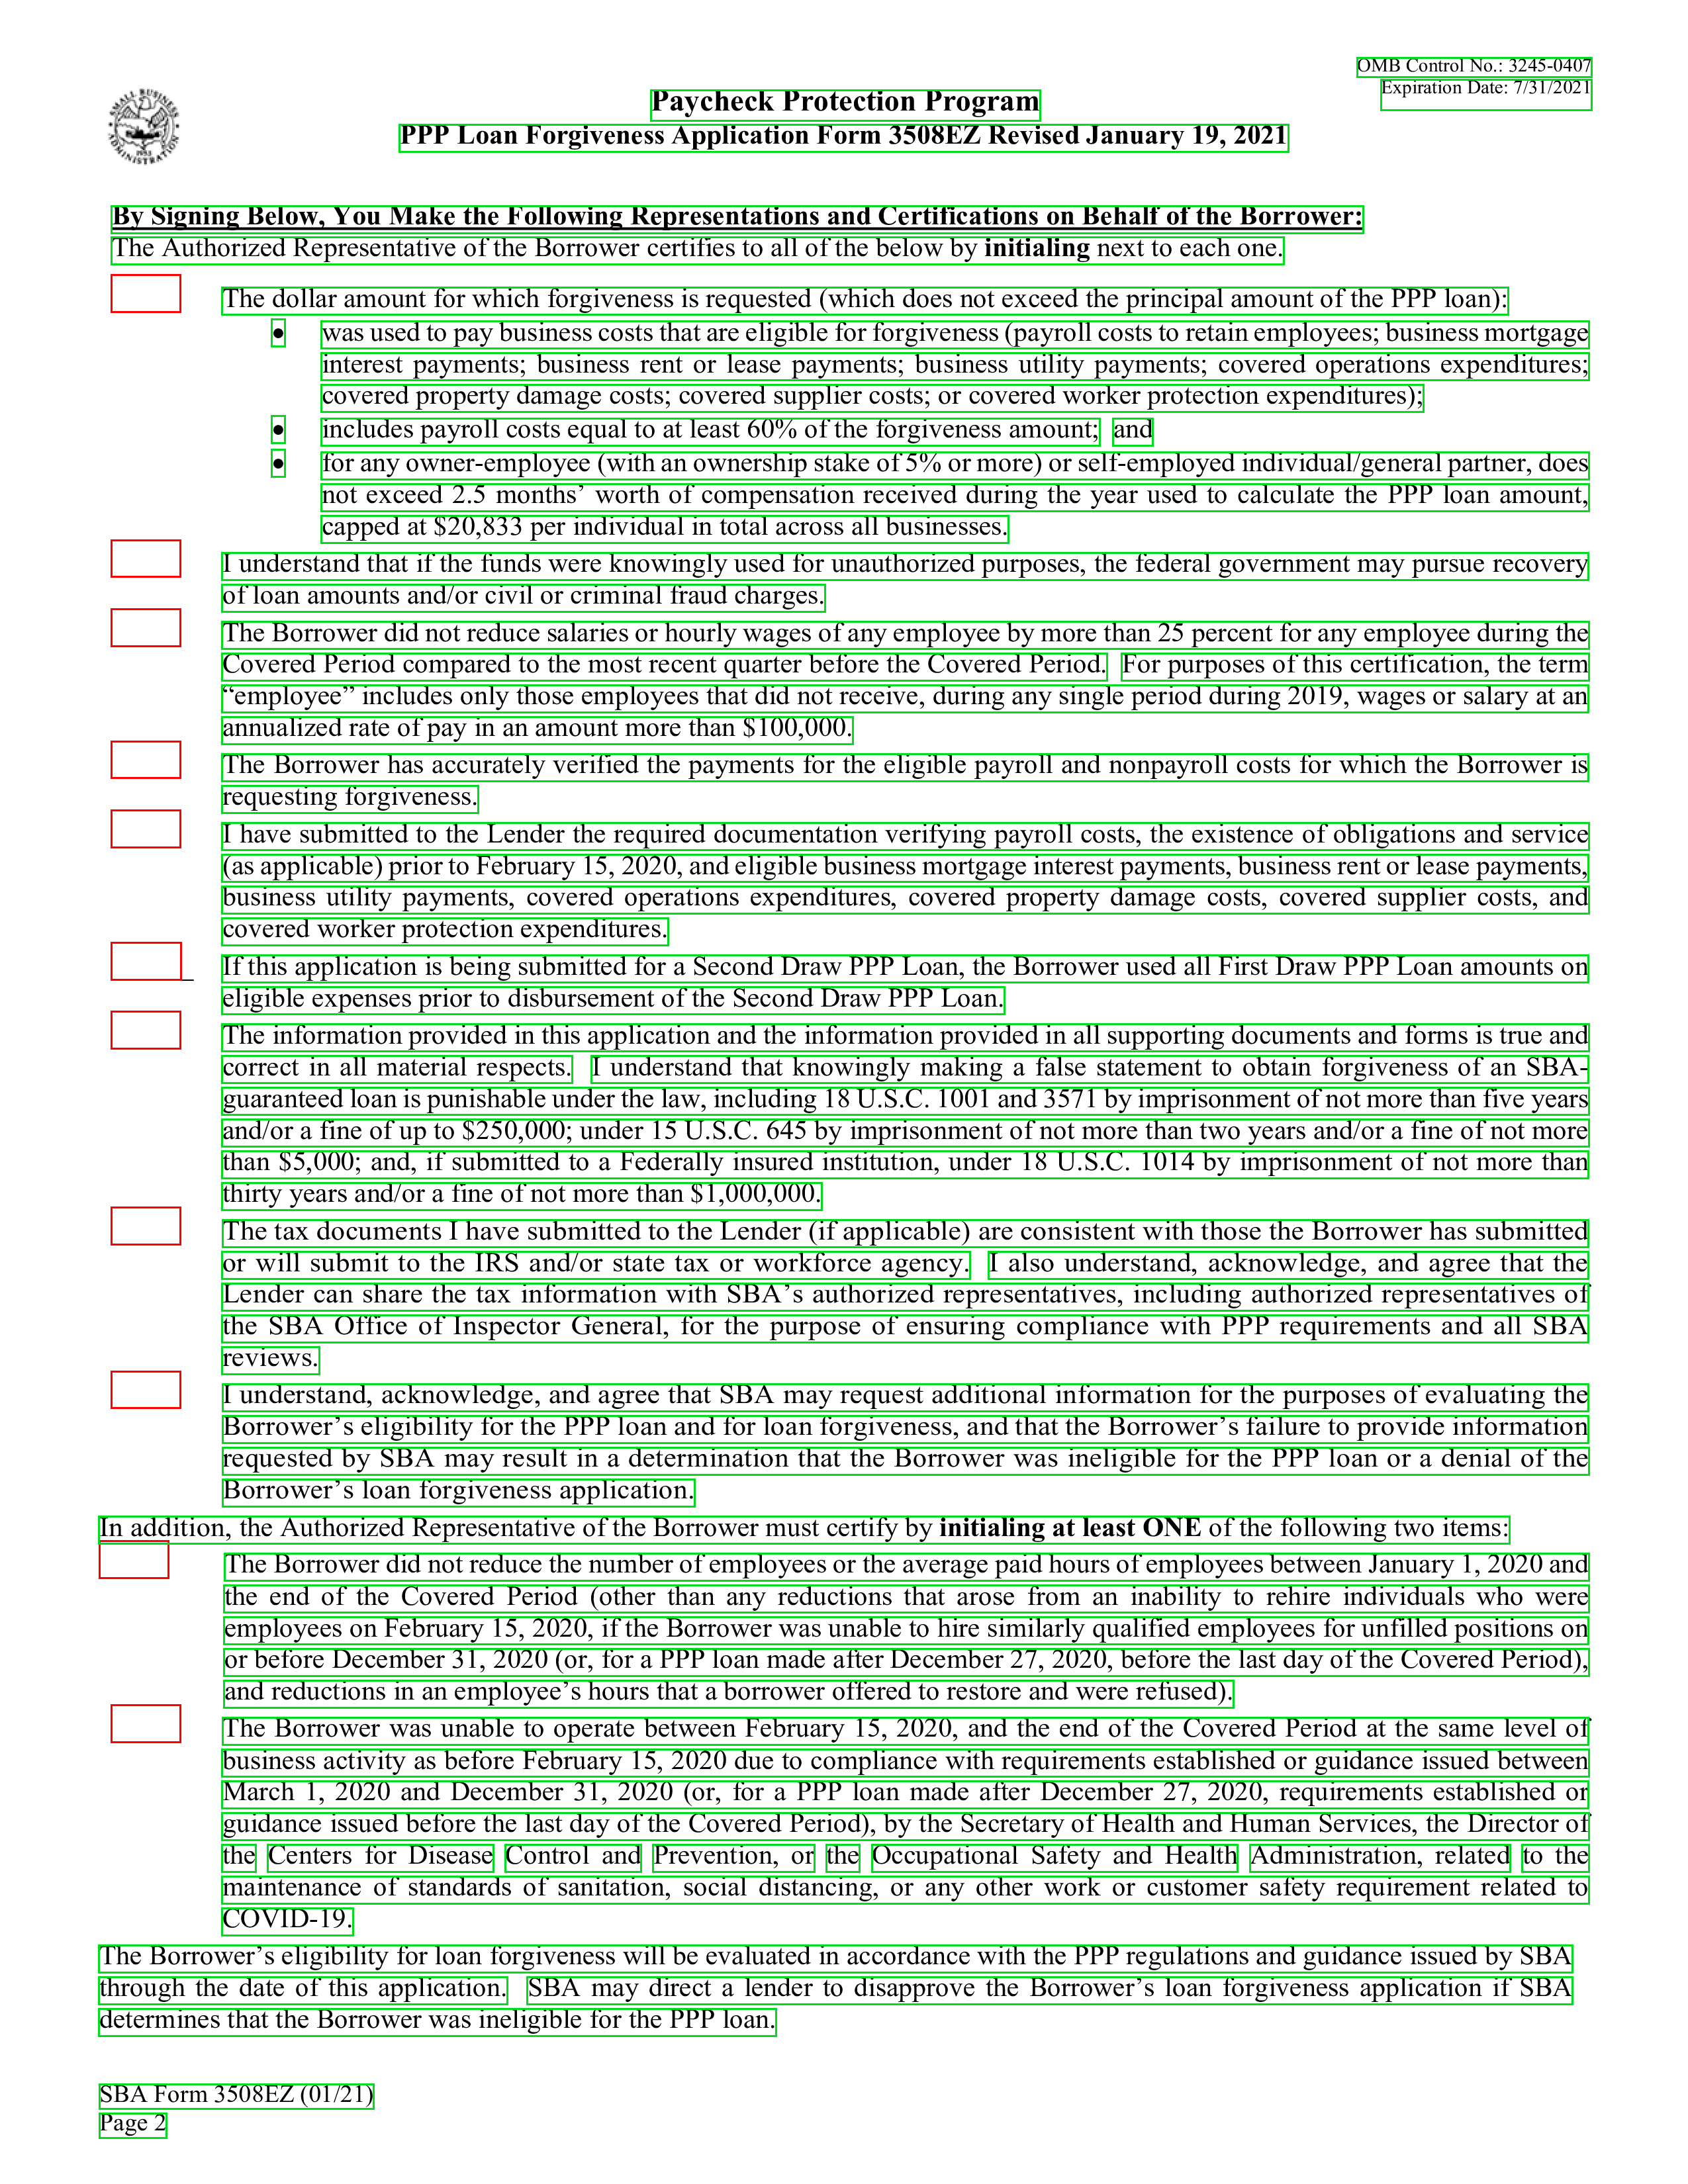 OMB Control No.: 3245-0407
Expiration Date: 7/31/2021
Paycheck Protection Program
PPP Loan Forgiveness Application Form 3508EZ Revised January 19, 2021
SMALL BUSINESS ADMINISTRATION 1953
By Signing Below, You Make the Following Representations and Certifications on Behalf of the Borrower:
The Authorized Representative of the Borrower certifies to all of the below by initialing next to each one.
The dollar amount for which forgiveness is requested (which does not exceed the principal amount of the PPP loan):
• was used to pay business costs that are eligible for forgiveness (payroll costs to retain employees; business mortgage
interest payments; business rent or lease payments; business utility payments; covered operations expenditures;
covered property damage costs; covered supplier costs; or covered worker protection expenditures);
• includes payroll costs equal to at least 60% of the forgiveness amount; and
• for any owner-employee (with an ownership stake of 5% or more) or self-employed individual/general partner, does
not exceed 2.5 months’ worth of compensation received during the year used to calculate the PPP loan amount,
capped at $20,833 per individual in total across all businesses.
I understand that if the funds were knowingly used for unauthorized purposes, the federal government may pursue recovery
of loan amounts and/or civil or criminal fraud charges.
The Borrower did not reduce salaries or hourly wages of any employee by more than 25 percent for any employee during the
Covered Period compared to the most recent quarter before the Covered Period. For purposes of this certification, the term
“employee” includes only those employees that did not receive, during any single period during 2019, wages or salary at an
annualized rate of pay in an amount more than $100,000.
The Borrower has accurately verified the payments for the eligible payroll and nonpayroll costs for which the Borrower is
requesting forgiveness.
I have submitted to the Lender the required documentation verifying payroll costs, the existence of obligations and service
(as applicable) prior to February 15, 2020, and eligible business mortgage interest payments, business rent or lease payments,
business utility payments, covered operations expenditures, covered property damage costs, covered supplier costs, and
covered worker protection expenditures.
_ If this application is being submitted for a Second Draw PPP Loan, the Borrower used all First Draw PPP Loan amounts on
eligible expenses prior to disbursement of the Second Draw PPP Loan.
The information provided in this application and the information provided in all supporting documents and forms is true and
correct in all material respects. I understand that knowingly making a false statement to obtain forgiveness of an SBA-
guaranteed loan is punishable under the law, including 18 U.S.C. 1001 and 3571 by imprisonment of not more than five years
and/or a fine of up to $250,000; under 15 U.S.C. 645 by imprisonment of not more than two years and/or a fine of not more
than $5,000; and, if submitted to a Federally insured institution, under 18 U.S.C. 1014 by imprisonment of not more than
thirty years and/or a fine of not more than $1,000,000.
The tax documents I have submitted to the Lender (if applicable) are consistent with those the Borrower has submitted
or will submit to the IRS and/or state tax or workforce agency. I also understand, acknowledge, and agree that the
Lender can share the tax information with SBA’s authorized representatives, including authorized representatives of
the SBA Office of Inspector General, for the purpose of ensuring compliance with PPP requirements and all SBA
reviews.
I understand, acknowledge, and agree that SBA may request additional information for the purposes of evaluating the
Borrower’s eligibility for the PPP loan and for loan forgiveness, and that the Borrower’s failure to provide information
requested by SBA may result in a determination that the Borrower was ineligible for the PPP loan or a denial of the
Borrower’s loan forgiveness application.
In addition, the Authorized Representative of the Borrower must certify by initialing at least ONE of the following two items:
The Borrower did not reduce the number of employees or the average paid hours of employees between January 1, 2020 and
the end of the Covered Period (other than any reductions that arose from an inability to rehire individuals who were
employees on February 15, 2020, if the Borrower was unable to hire similarly qualified employees for unfilled positions on
or before December 31, 2020 (or, for a PPP loan made after December 27, 2020, before the last day of the Covered Period),
and reductions in an employee’s hours that a borrower offered to restore and were refused).
The Borrower was unable to operate between February 15, 2020, and the end of the Covered Period at the same level of
business activity as before February 15, 2020 due to compliance with requirements established or guidance issued between
March 1, 2020 and December 31, 2020 (or, for a PPP loan made after December 27, 2020, requirements established or
guidance issued before the last day of the Covered Period), by the Secretary of Health and Human Services, the Director of
the Centers for Disease Control and Prevention, or the Occupational Safety and Health Administration, related to the
maintenance of standards of sanitation, social distancing, or any other work or customer safety requirement related to
COVID-19.
The Borrower’s eligibility for loan forgiveness will be evaluated in accordance with the PPP regulations and guidance issued by SBA
through the date of this application. SBA may direct a lender to disapprove the Borrower’s loan forgiveness application if SBA
determines that the Borrower was ineligible for the PPP loan.
SBA Form 3508EZ (01/21)
Page 2